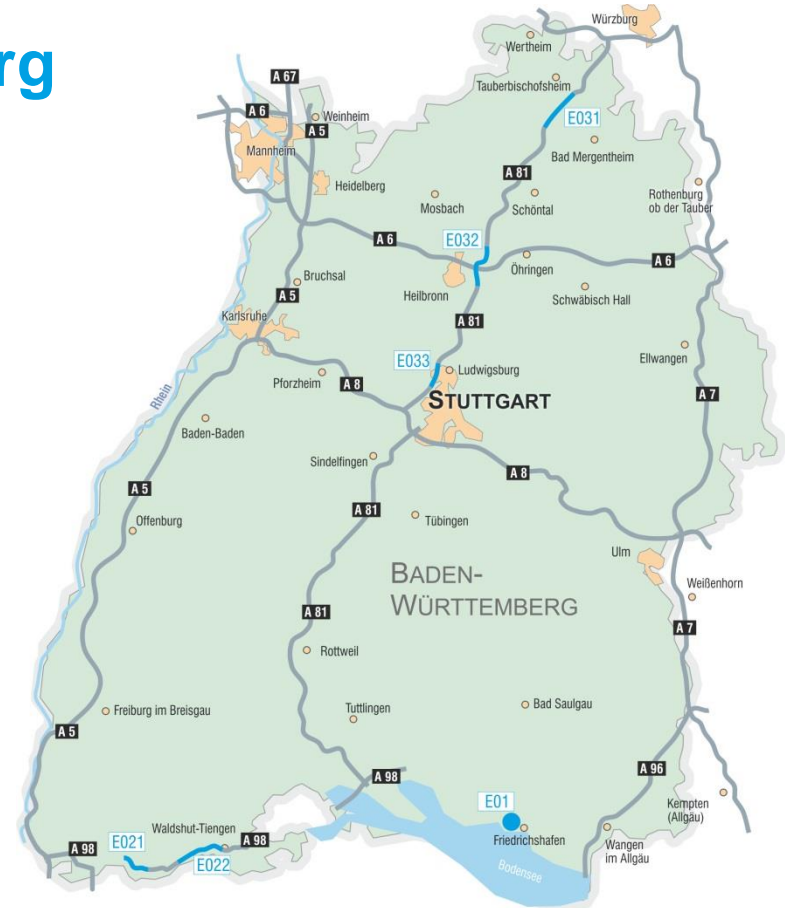 rg
Würzburg
Wertheim
A 67
Tauberbischofsheim
A 6
E031
Weinheim
A 5
Bad Mergentheim
Mannheim
A 81
Heidelberg
Rothenburg
ob der Tauber
Mosbach
Schöntal
A 6
E032
Öhringen
A 6
Bruchsal
A 5
Heilbronn
Schwäbisch Hall
Karlsruhe
A 81
E033
Ludwigsburg
Ellwangen
Pforzheim
A 8
A 7
STUTTGART
Rhein
Baden-Baden
Sindelfingen
A 8
A 5
A 81
Offenburg
Tübingen
Ulm
BADEN-
WÜRTTEMBERG
Weißenhorn
A 81
A 7
Rottweil
Freiburg im Breisgau
Tuttlingen
Bad Saulgau
A 5
A 98
A 96
E01
Kempten
(Allgäu)
Waldshut-Tiengen
E021
A 98
A 98
Friedrichshafen
Wangen
im Allgäu
E022
Bodensee